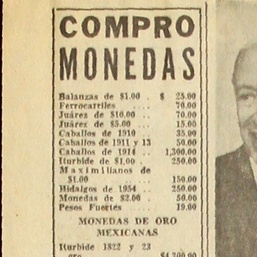 COMPRO
MONEDAS
Balanzas de $1.00 $ 25.00
Ferrocarriles .... 70.00
Juárez de $10.00 .. 70.00
Juárez de $5.00 .. 15.00
Caballos de 1910 35.00
Caballos de 1911 y 13 50.00
Caballos de 1914 .. 1,300.00
Iturbide de $1.00 . 250.00
Maximilianos de
$1.00 .... 150.00
Hidalgos de 1954 .. 250.00
Monedas de $2.00 . 50.00
Pesos Fuertes .... 19.00
MONEDAS DE ORO
MEXICANAS
Iturbide 1822 y 23
oro